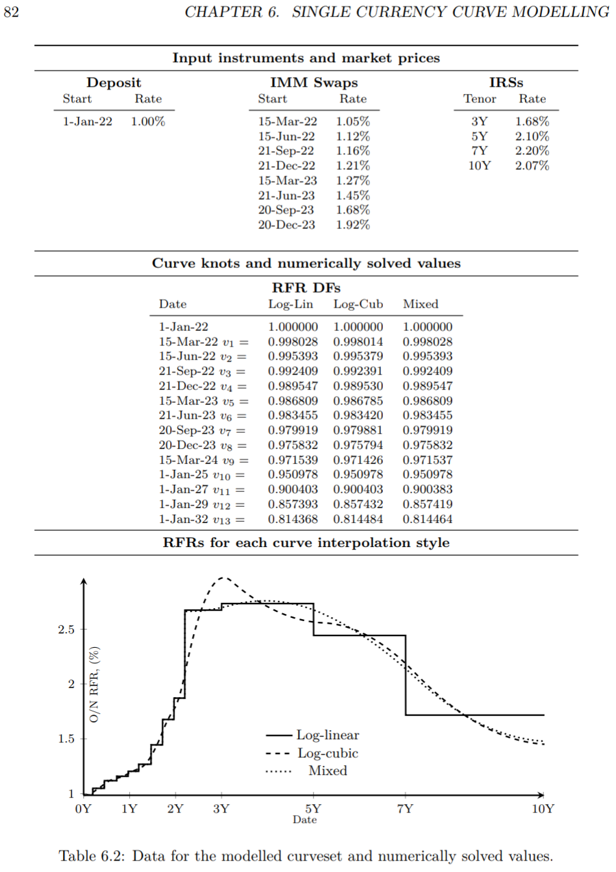 82 CHAPTER 6. SINGLE CURRENCY CURVE MODELLING
Input instruments and market prices
Deposit IMM Swaps IRSs
Start Rate Start Rate Tenor Rate
1-Jan-22 1.00% 15-Mar-22 1.05% 3Y 1.68%
15-Jun-22 1.12% 5Y 2.10%
21-Sep-22 1.16% 7Y 2.20%
21-Dec-22 1.21% 10Y 2.07%
15-Mar-23 1.27%
21-Jun-23 1.45%
20-Sep-23 1.68%
20-Dec-23 1.92%
Curve knots and numerically solved values
RFR DFs
Date Log-Lin Log-Cub Mixed
1-Jan-22 1.000000 1.000000 1.000000
15-Mar-22 v₁ = 0.998028 0.998014 0.998028
15-Jun-22 v₂ = 0.995393 0.995379 0.995393
21-Sep-22 v₃ = 0.992409 0.992391 0.992409
21-Dec-22 v₄ = 0.989547 0.989530 0.989547
15-Mar-23 v₅ = 0.986809 0.986785 0.986809
21-Jun-23 v₆ = 0.983455 0.983420 0.983455
20-Sep-23 v₇ = 0.979919 0.979881 0.979919
20-Dec-23 v₈ = 0.975832 0.975794 0.975832
15-Mar-24 v₉ = 0.971539 0.971426 0.971537
1-Jan-25 v₁₀ = 0.950978 0.950978 0.950978
1-Jan-27 v₁₁ = 0.900403 0.900403 0.900383
1-Jan-29 v₁₂ = 0.857393 0.857432 0.857419
1-Jan-32 v₁₃ = 0.814368 0.814484 0.814464
RFRs for each curve interpolation style
2.5
2
1.5
1
O/N RFR, (%)
Log-linear
Log-cubic
Mixed
0Y 1Y 2Y 3Y 5Y 7Y 10Y
Date
Table 6.2: Data for the modelled curveset and numerically solved values.